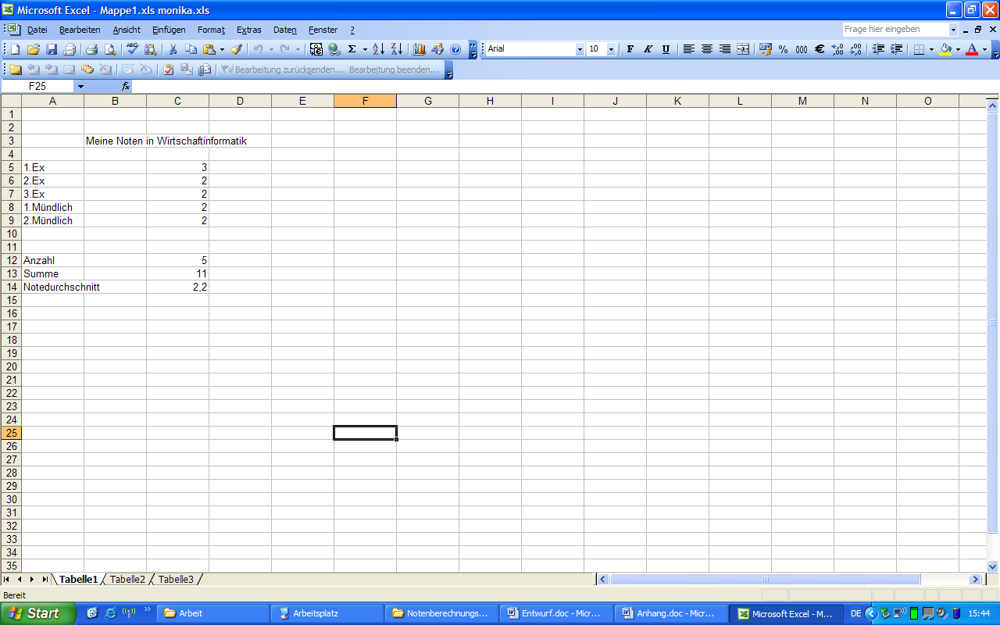 Microsoft Excel - Mappe1.xls monika.xls
Datei Bearbeiten Ansicht Einfügen Format Extras Daten Fenster ? Frage hier eingeben
Arial 10 F K U % 000 €
Bearbeitung zurücksenden... Bearbeitung beenden...
F25 fx
A B C D E F G H I J K L M N O
1
2
3 Meine Noten in Wirtschaftinformatik
4
5 1.Ex 3
6 2.Ex 2
7 3.Ex 2
8 1.Mündlich 2
9 2.Mündlich 2
10
11
12 Anzahl 5
13 Summe 11
14 Notedurchschnitt 2,2
15
16
17
18
19
20
21
22
23
24
25
26
27
28
29
30
31
32
33
34
35
Tabelle1 Tabelle2 Tabelle3
Bereit
Start Arbeit Arbeitsplatz Notenberechnungs... Entwurf.doc - Micr... Anhang.doc - Micr... Microsoft Excel - M... DE 15:44